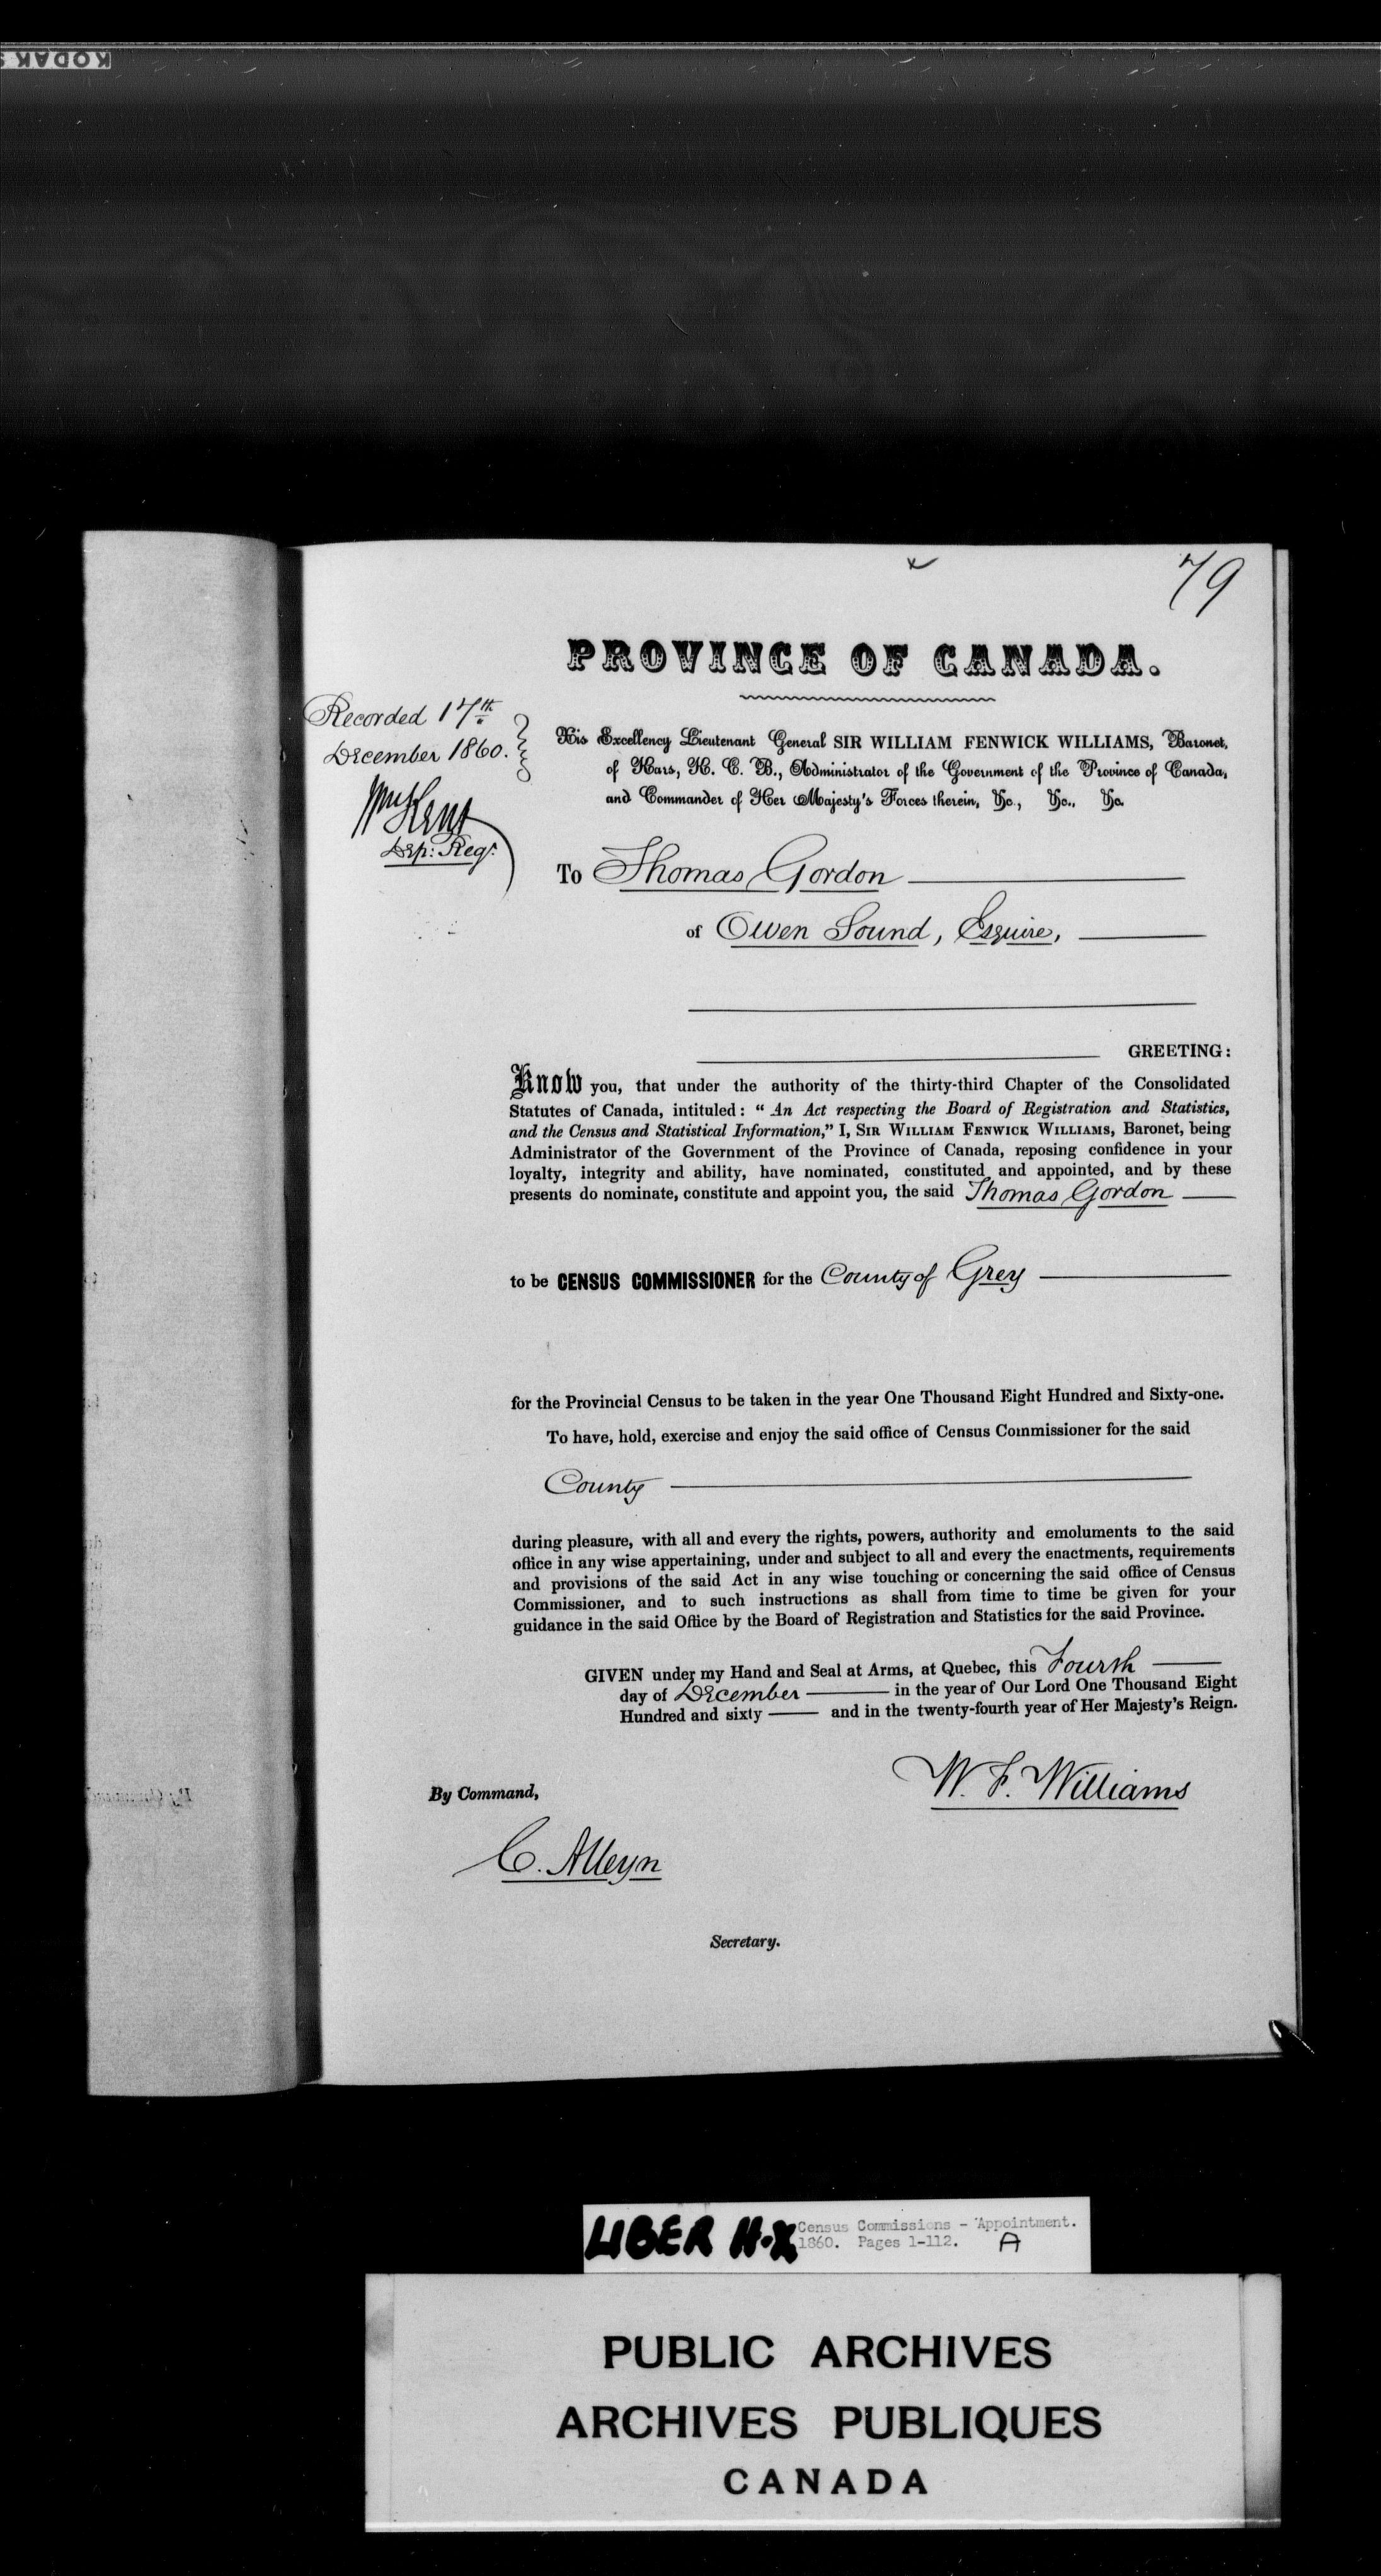 KODAK S
79
PROVINCE OF CANADA.
Recorded 17th
December 1860.
Wm Kent
Dep: Regr.
His Excellency Lieutenant General SIR WILLIAM FENWICK WILLIAMS, Baronet,
of Kars, K. C. B., Administrator of the Government of the Province of Canada,
and Commander of Her Majesty's Forces therein, &c., &c., &c.
To Thomas Gordon
of Owen Sound, Esquire,
GREETING:
Know you, that under the authority of the thirty-third Chapter of the Consolidated
Statutes of Canada, intituled: "An Act respecting the Board of Registration and Statistics,
and the Census and Statistical Information," I, SIR WILLIAM FENWICK WILLIAMS, Baronet, being
Administrator of the Government of the Province of Canada, reposing confidence in your
loyalty, integrity and ability, have nominated, constituted and appointed, and by these
presents do nominate, constitute and appoint you, the said Thomas Gordon
to be CENSUS COMMISSIONER for the County of Grey
for the Provincial Census to be taken in the year One Thousand Eight Hundred and Sixty-one.
To have, hold, exercise and enjoy the said office of Census Commissioner for the said
County
during pleasure, with all and every the rights, powers, authority and emoluments to the said
office in any wise appertaining, under and subject to all and every the enactments, requirements
and provisions of the said Act in any wise touching or concerning the said office of Census
Commissioner, and to such instructions as shall from time to time be given for your
guidance in the said Office by the Board of Registration and Statistics for the said Province.
GIVEN under my Hand and Seal at Arms, at Quebec, this Fourth
day of December in the year of Our Lord One Thousand Eight
Hundred and sixty and in the twenty-fourth year of Her Majesty's Reign.
W. F. Williams
By Command,
C. Alleyn
Secretary.
LIBER H-X Census Commissions - Appointment.
1860. Pages 1-112. A
PUBLIC ARCHIVES
ARCHIVES PUBLIQUES
CANADA